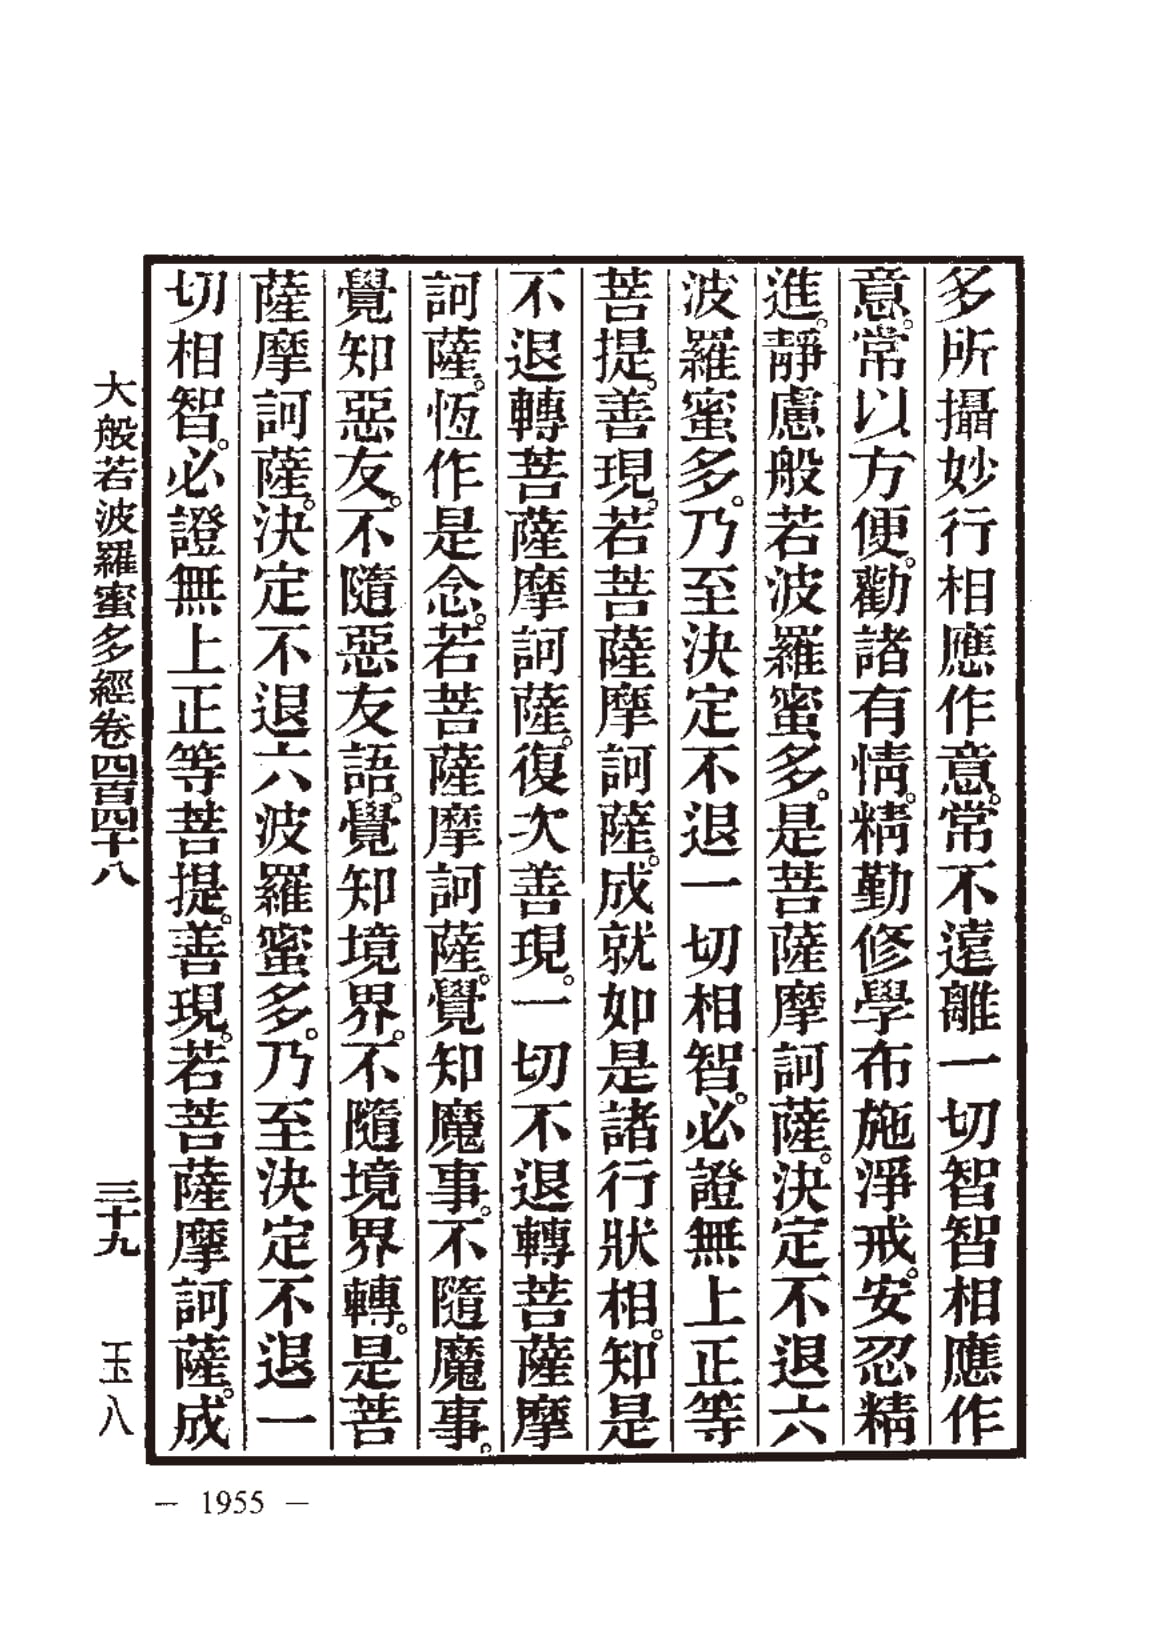 多所攝妙行相應作意。常不遠離一切智智相應作
意。常以方便。勸諸有情。精勤修學布施淨戒。安忍精
進。靜慮般若波羅蜜多。是菩薩摩訶薩。決定不退六
波羅蜜多。乃至決定不退一切相智。必證無上正等
菩提。善現。若菩薩摩訶薩。成就如是諸行狀相。知是
不退轉菩薩摩訶薩。復次善現。一切不退轉菩薩摩
訶薩。恆作是念。若菩薩摩訶薩。覺知魔事。不隨魔事。
覺知惡友。不隨惡友語。覺知境界。不隨境界轉。是菩
薩摩訶薩。決定不退六波羅蜜多。乃至決定不退一
切相智。必證無上正等菩提。善現。若菩薩摩訶薩。成
大般若波羅蜜多經卷四百四十八 三十九 玉八
— 1955 —